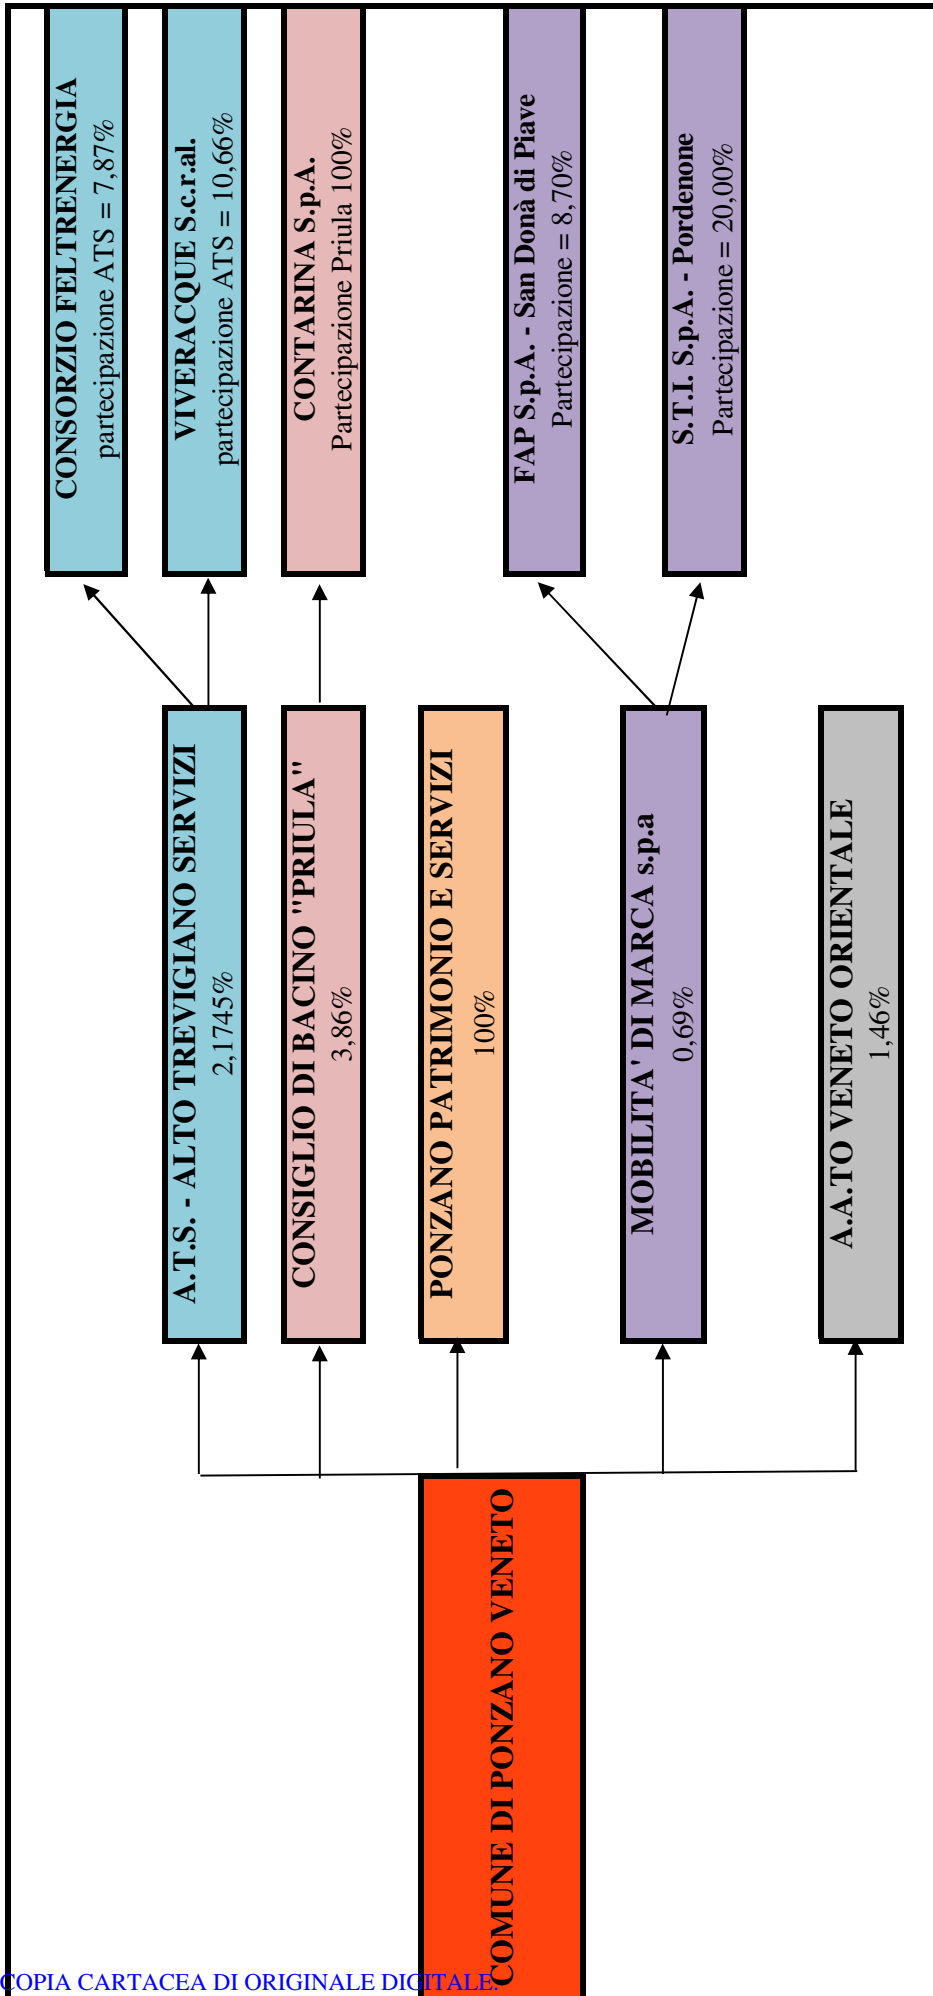 CONSORZIO FELTRENERGIA
partecipazione ATS = 7,87%
VIVERACQUE S.c.r.al.
partecipazione ATS = 10,66%
CONTARINA S.p.A.
Partecipazione Priula 100%
FAP S.p.A. - San Donà di Piave
Partecipazione = 8,70%
S.T.I. S.p.A. - Pordenone
Partecipazione = 20,00%
A.T.S. - ALTO TREVIGIANO SERVIZI
2,1745%
CONSIGLIO DI BACINO "PRIULA"
3,86%
PONZANO PATRIMONIO E SERVIZI
100%
MOBILITA' DI MARCA s.p.a
0,69%
A.A.TO VENETO ORIENTALE
1,46%
COMUNE DI PONZANO VENETO
COPIA CARTACEA DI ORIGINALE DIGITALE.